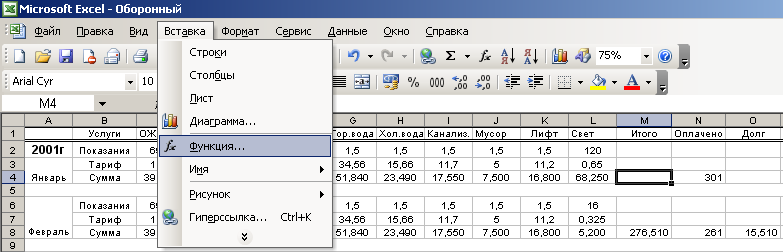 Microsoft Excel - Оборонный
Файл Правка Вид Вставка Формат Сервис Данные Окно Справка
Строки
Столбцы
Лист
Диаграмма...
Функция...
Имя
Рисунок
Гиперссылка... Ctrl+K
75%
Arial Cyr 10
% 000
M4
A B G H I J K L M N O
1 Услуги Гор.вода Хол.вода Канализ. Мусор Лифт Свет Итого Оплачено Долг
2 2001г Показания 1,5 1,5 1,5 1,5 1,5 120
3 Тариф 1 34,56 15,66 11,7 5 11,2 0,65
4 Январь Сумма 39 51,840 23,490 17,550 7,500 16,800 68,250 301
5
6 Показания 1,5 1,5 1,5 1,5 1,5 16
7 Тариф 1 34,56 15,66 11,7 5 11,2 0,325
8 Февраль Сумма 39 51,840 23,490 17,550 7,500 16,800 5,200 276,510 261 15,510